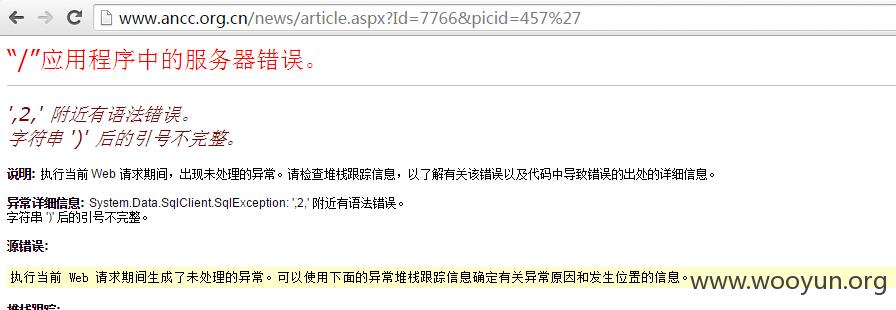 www.ancc.org.cn/news/article.aspx?Id=7766&picid=457%27
“/”应用程序中的服务器错误。
',2,' 附近有语法错误。
字符串 ')' 后的引号不完整。
说明: 执行当前 Web 请求期间，出现未处理的异常。请检查堆栈跟踪信息，以了解有关该错误以及代码中导致错误的出处的详细信息。
异常详细信息: System.Data.SqlClient.SqlException: ',2,' 附近有语法错误。
字符串 ')' 后的引号不完整。
源错误:
执行当前 Web 请求期间生成了未处理的异常。可以使用下面的异常堆栈跟踪信息确定有关异常原因和发生位置的信息。
www.wooyun.org
堆栈跟踪: